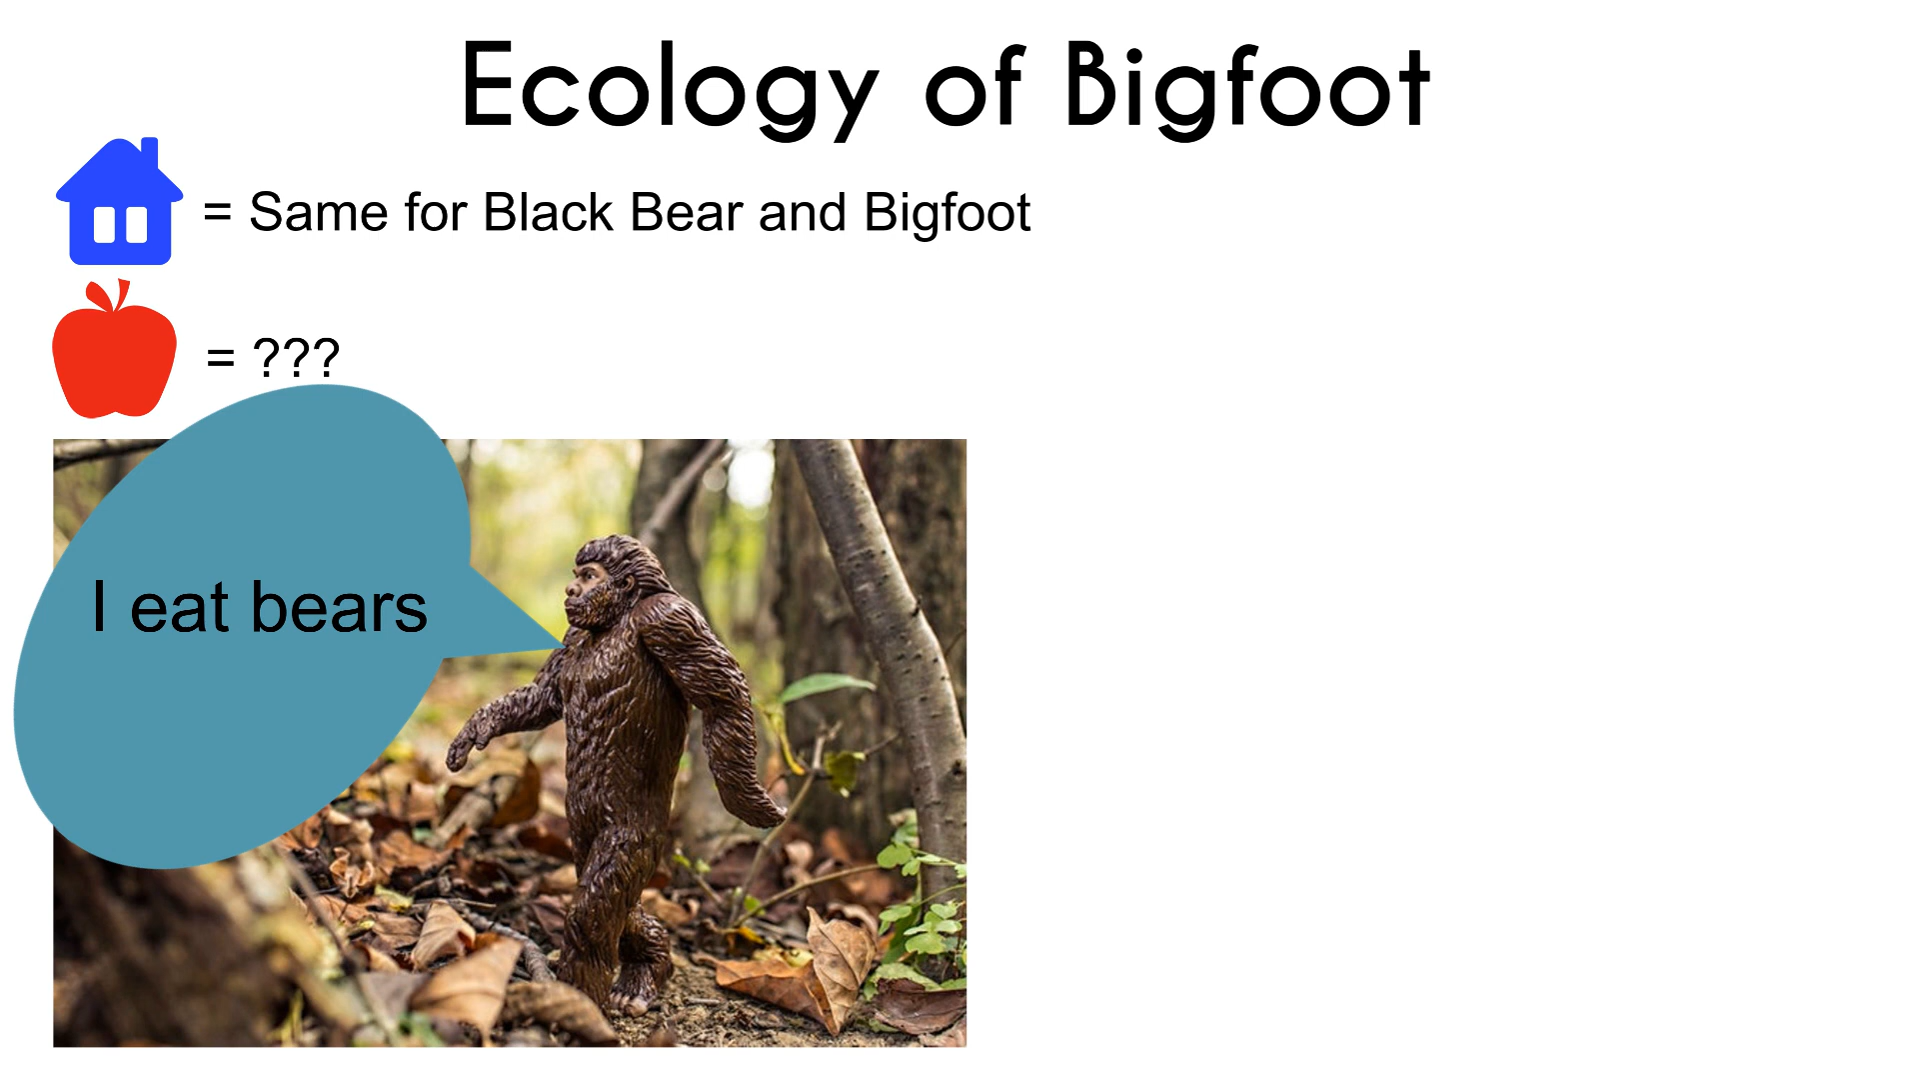 Ecology of Bigfoot
= Same for Black Bear and Bigfoot
= ???
I eat bears